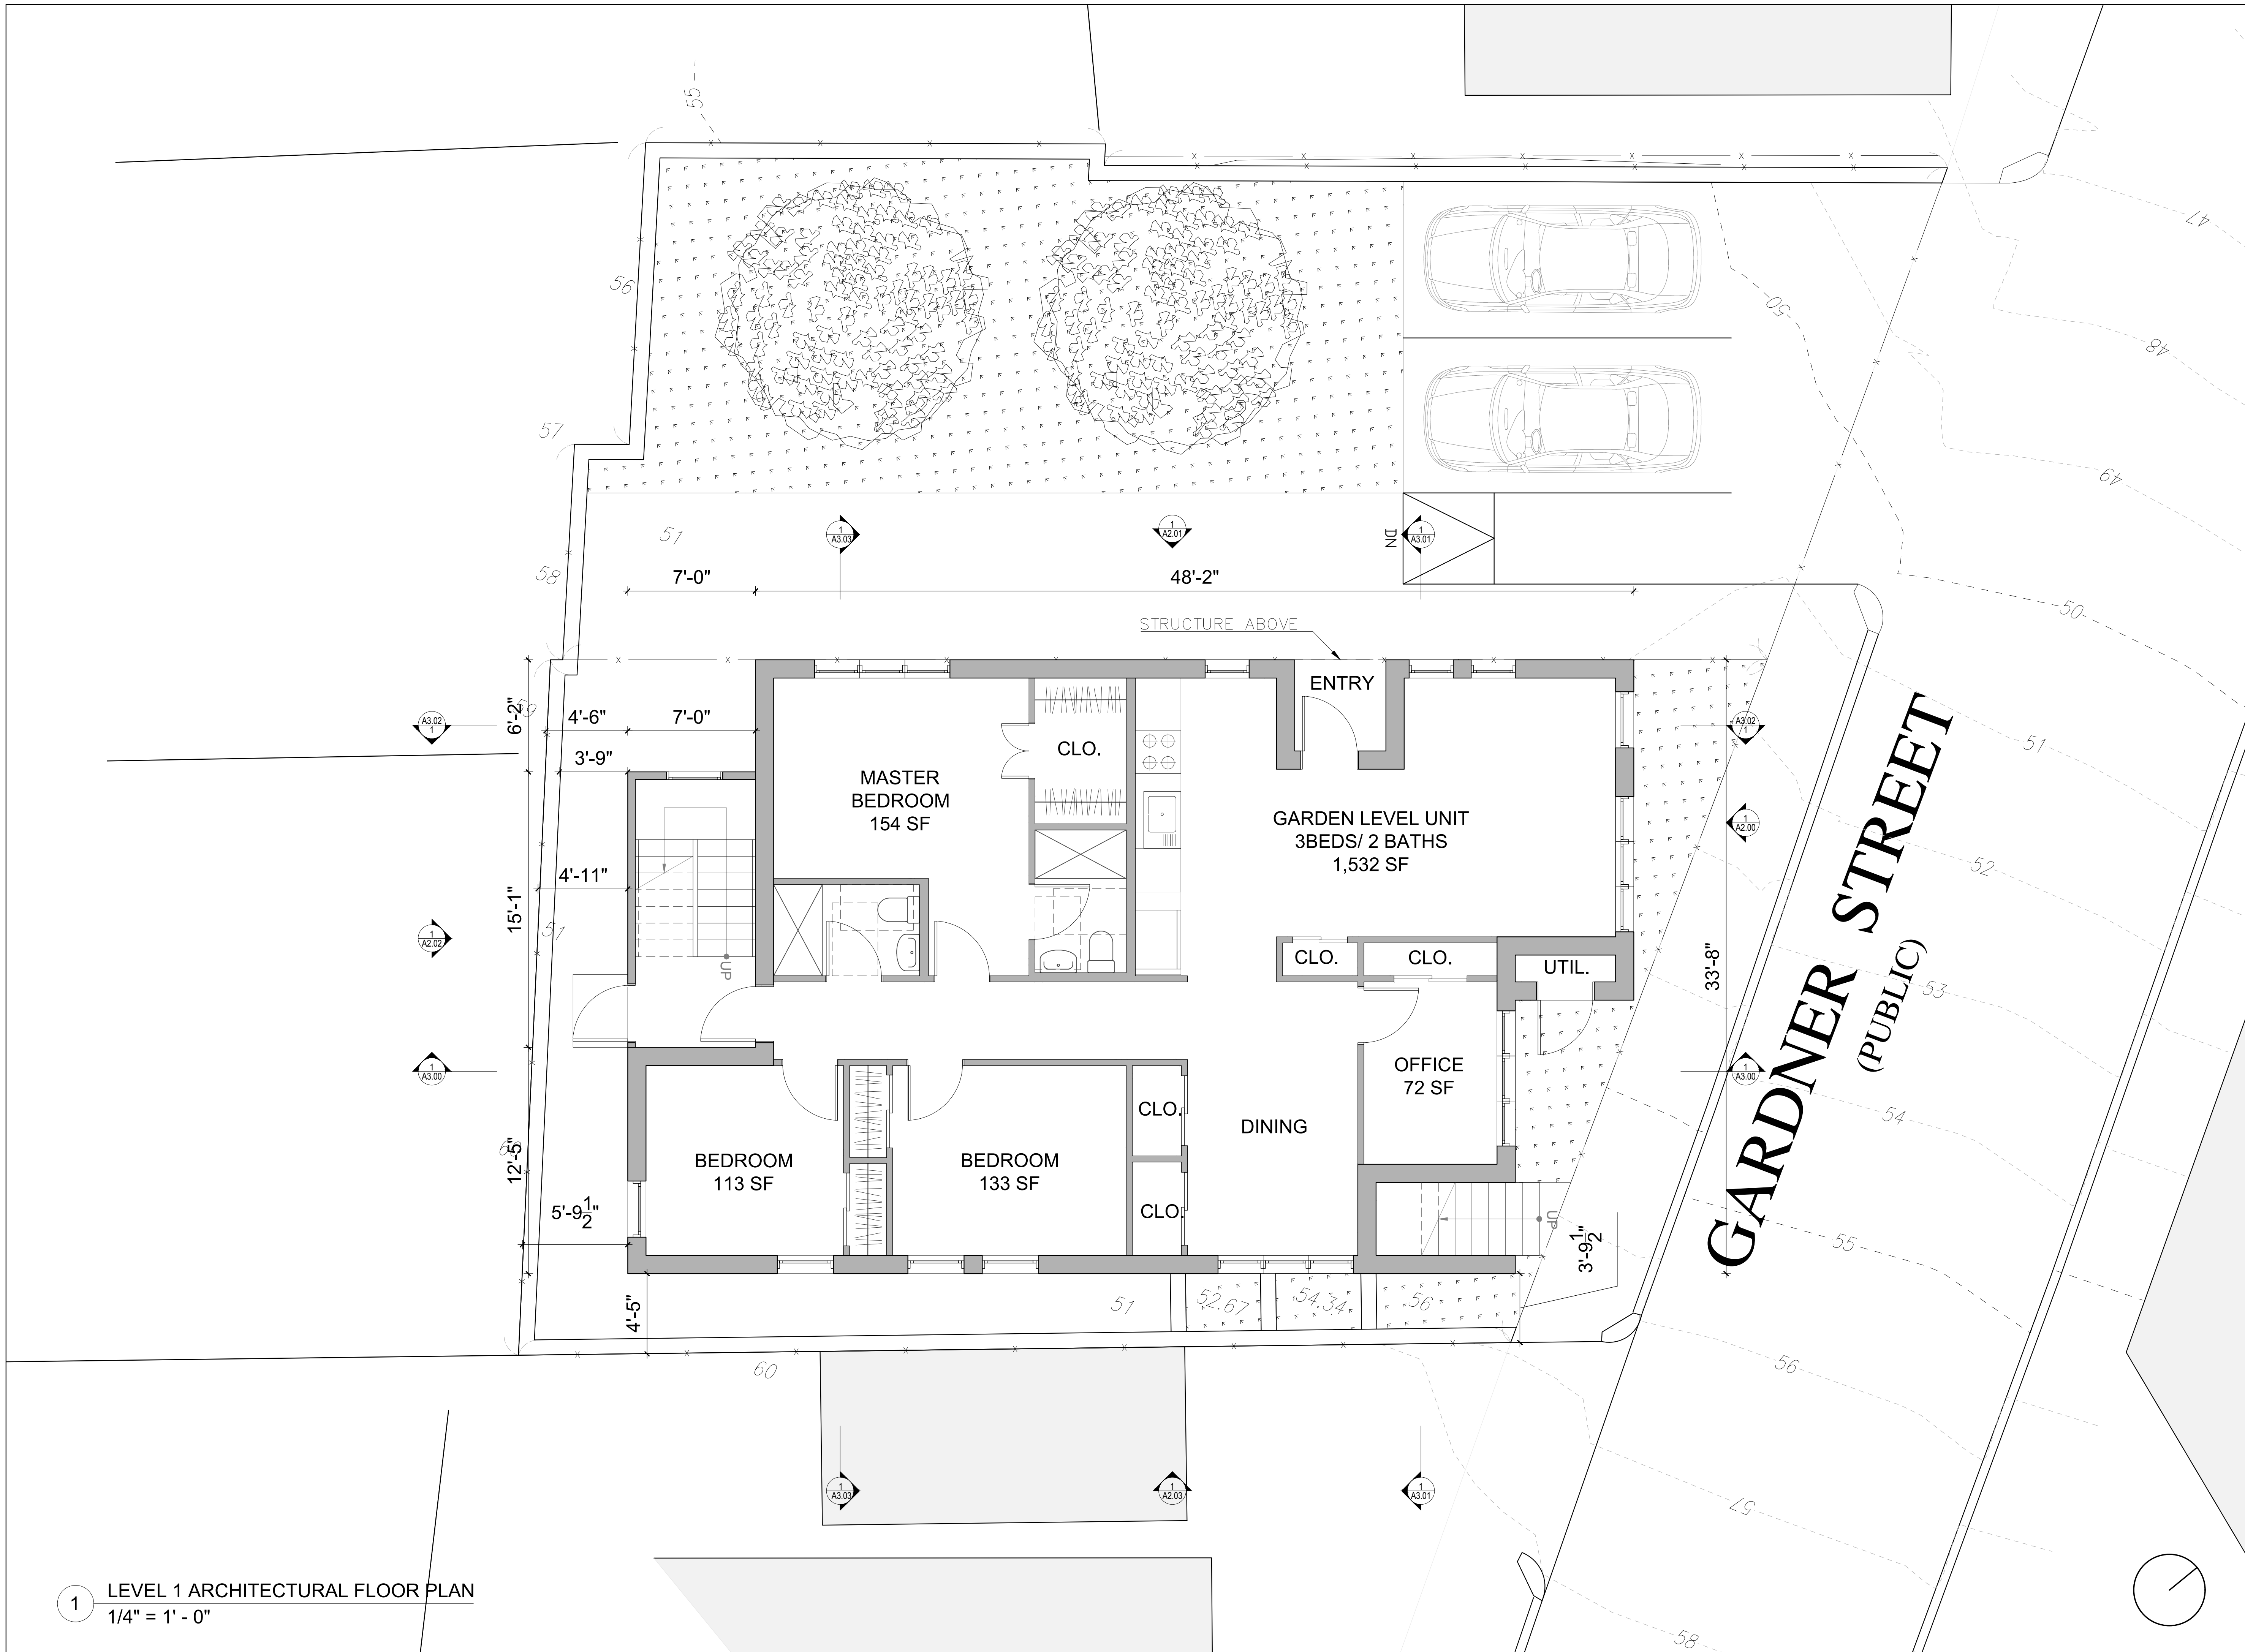 55
47
56
50
48
57
49
51
1
A3.03
1
A2.01
DN
1
A3.01
58
7'-0"
48'-2"
50
STRUCTURE ABOVE
ENTRY
59
6'-2"
4'-6"
7'-0"
A3.02
1
A3.02
1
3'-9"
CLO.
51
MASTER
BEDROOM
154 SF
GARDEN LEVEL UNIT
3BEDS/ 2 BATHS
1,532 SF
1
A2.00
GARDNER STREET
(PUBLIC)
52
4'-11"
15'-1"
51
1
A2.02
UP
CLO.
CLO.
UTIL.
33'-8"
53
1
A3.00
OFFICE
72 SF
1
A3.00
54
CLO.
DINING
12'-5"
BEDROOM
113 SF
BEDROOM
133 SF
CLO.
5'-9 1/2"
UP
3'-9 1/2"
55
4'-5"
51
52.67
54.34
56
60
56
1
A3.03
1
A2.03
1
A3.01
57
1
LEVEL 1 ARCHITECTURAL FLOOR PLAN
1/4" = 1' - 0"
58